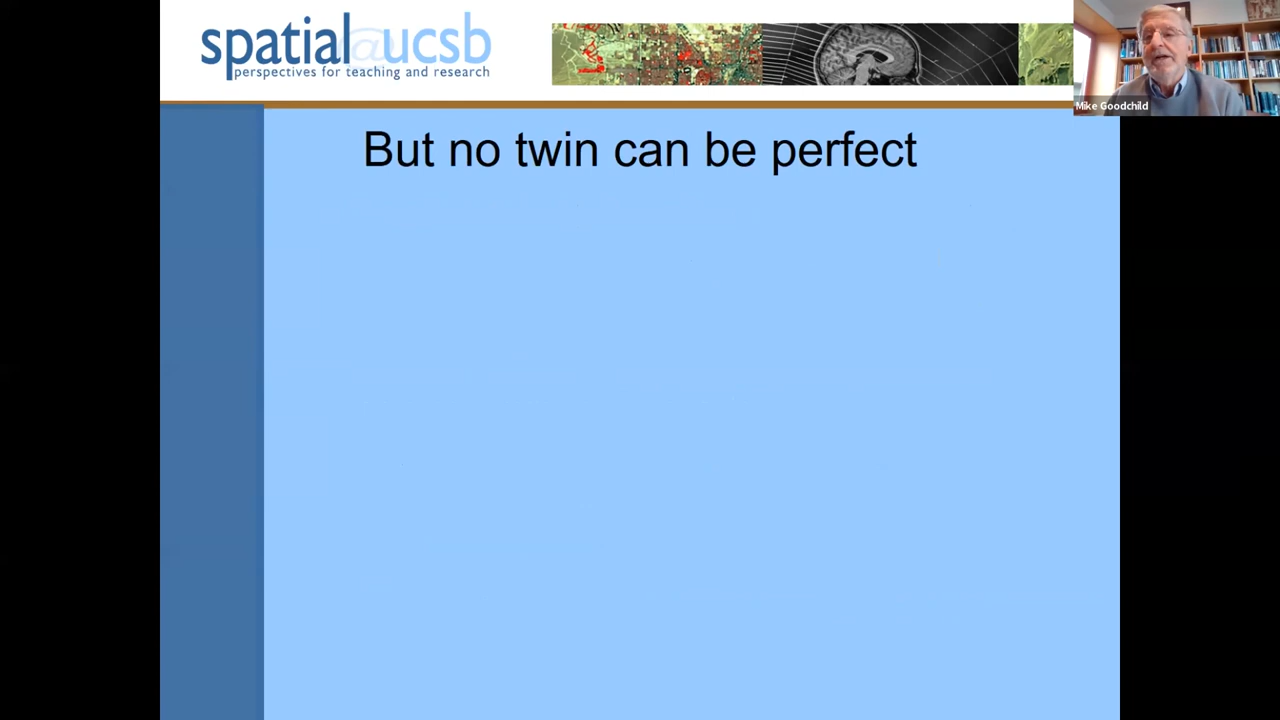 spatial@ucsb
perspectives for teaching and research
Mike Goodchild
But no twin can be perfect